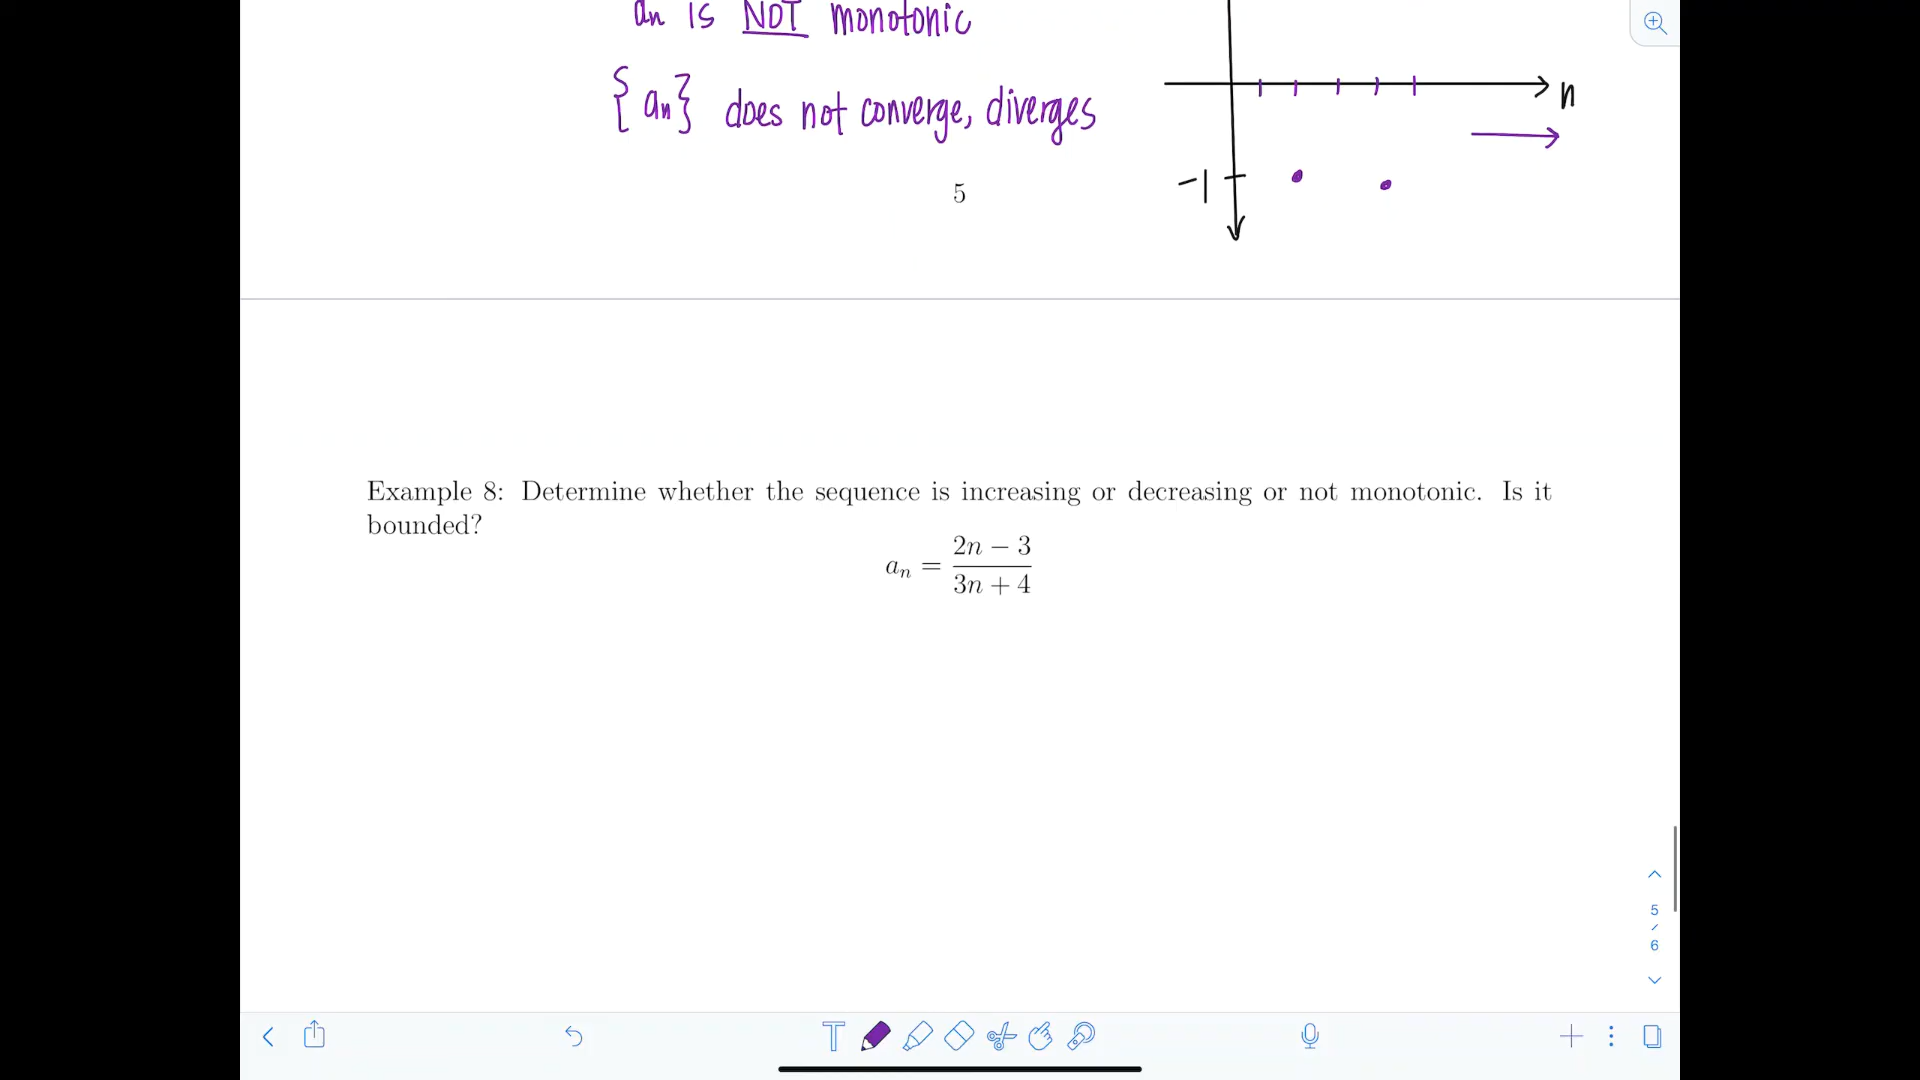 an is NOT monotonic
{an} does not converge, diverges
n
-1
5
Example 8: Determine whether the sequence is increasing or decreasing or not monotonic. Is it
bounded?
aₙ = (2n − 3)/(3n + 4)
5
/
6
T